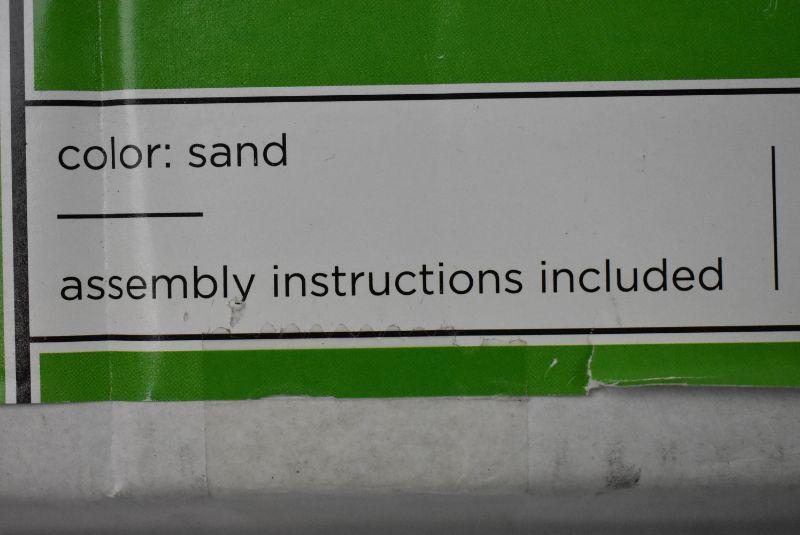 color: sand
assembly instructions included